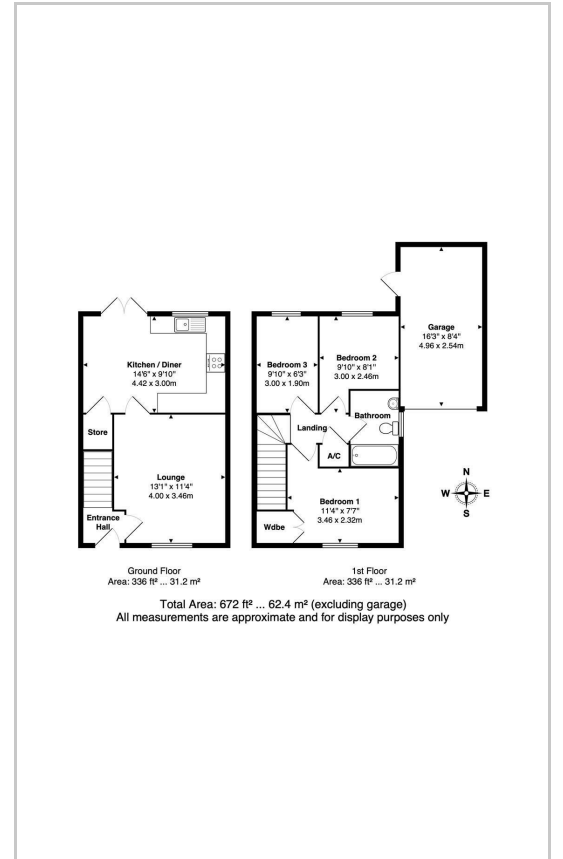 Kitchen / Diner
14'6" x 9'10"
4.42 x 3.00m
Store
Lounge
13'1" x 11'4"
4.00 x 3.46m
Entrance
Hall
Ground Floor
Area: 336 ft² ... 31.2 m²
Garage
16'3" x 8'4"
4.96 x 2.54m
Bedroom 3
9'10" x 6'3"
3.00 x 1.90m
Bedroom 2
9'10" x 8'1"
3.00 x 2.46m
Bathroom
Landing
A/C
Bedroom 1
11'4" x 7'7"
3.46 x 2.32m
Wdbe
1st Floor
Area: 336 ft² ... 31.2 m²
N
W E
S
Total Area: 672 ft² ... 62.4 m² (excluding garage)
All measurements are approximate and for display purposes only